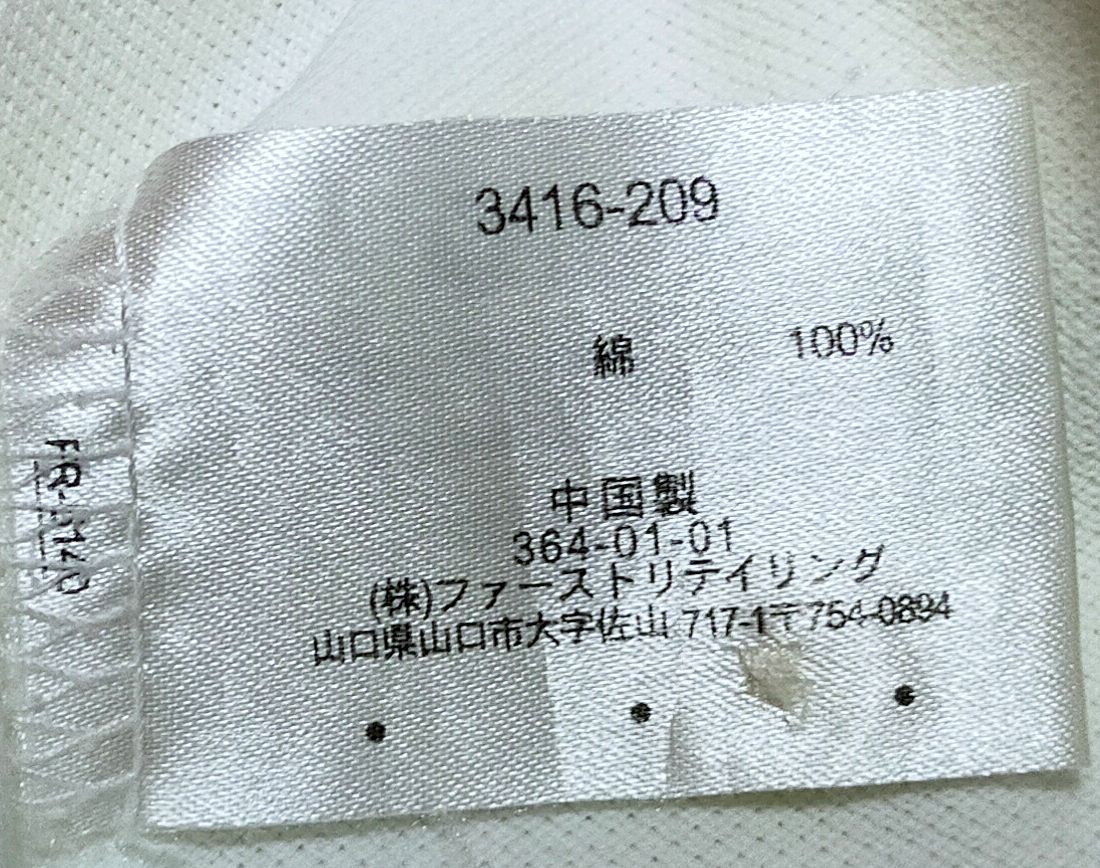 3416-209
綿 100%
中国製
364-01-01
(株)ファーストリテイリング
山口県山口市大字佐山 717-1〒754-0894